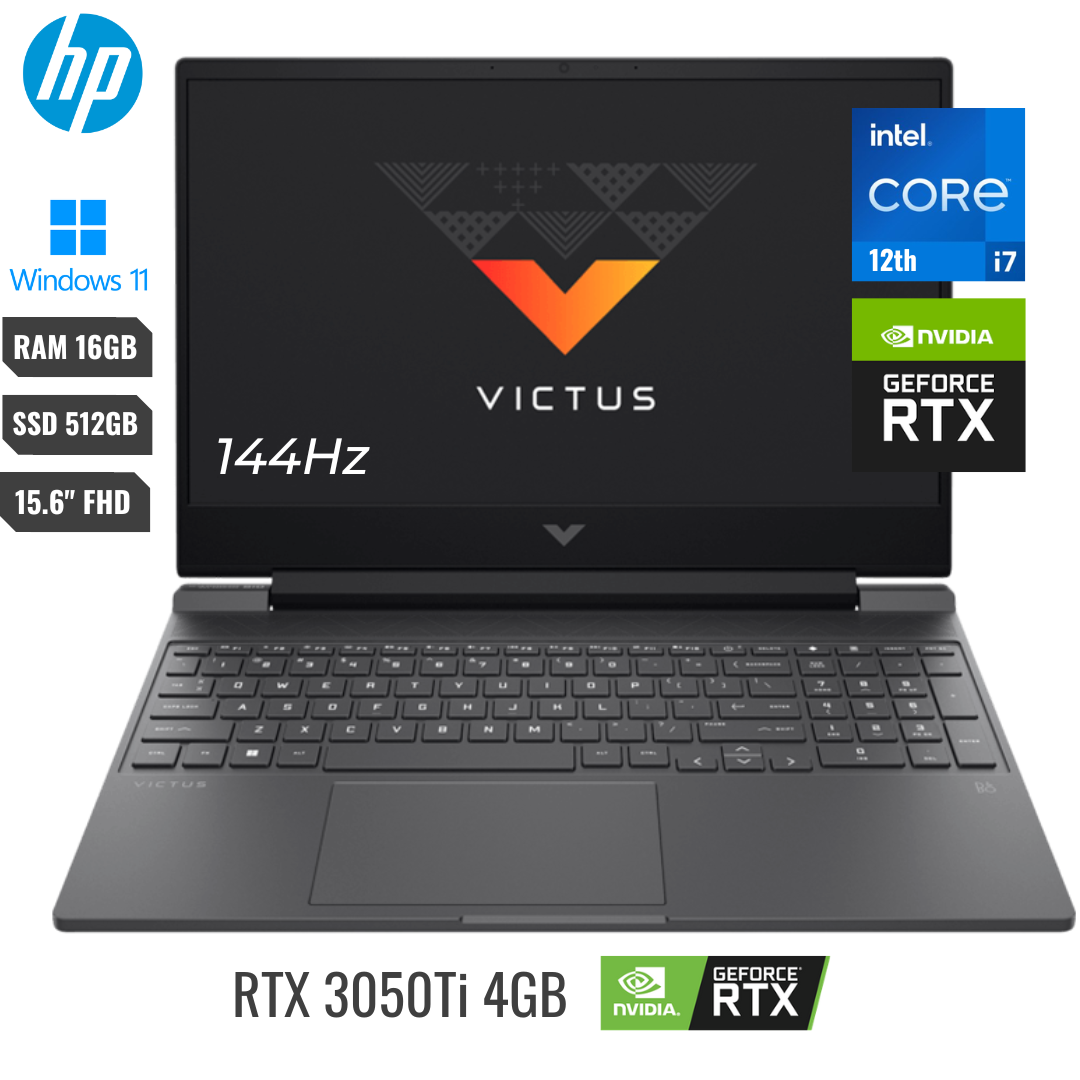 hp
Windows 11
RAM 16GB
SSD 512GB
15.6" FHD
intel.
CORe™
12th i7
NVIDIA
GEFORCE
RTX
VICTUS
144Hz
Q W E R T Y U I O P
A S D F G H J K L
Z X C V B N M
VICTUS
RTX 3050Ti 4GB
NVIDIA.
GEFORCE®
RTX